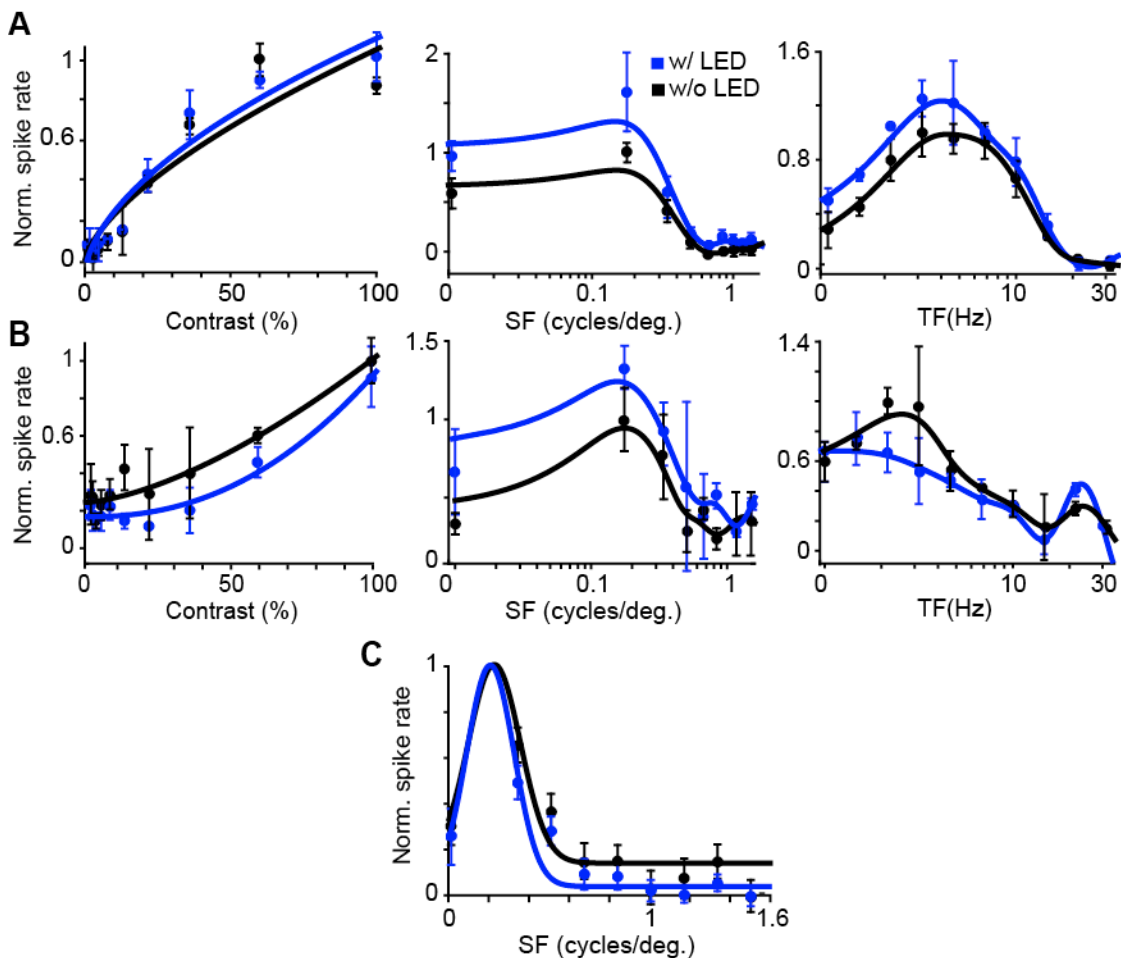 A
Norm. spike rate
1
0.6
0
0
50
100
Contrast (%)
2
1
0
0
0.1
1
SF (cycles/deg.)
w/ LED
w/o LED
1.6
0.8
0
0
10
30
TF(Hz)
B
Norm. spike rate
1
0.6
0
0
50
100
Contrast (%)
1.5
1
0
0
0.1
1
SF (cycles/deg.)
1.4
0.6
0
0
10
30
TF(Hz)
C
Norm. spike rate
1
0
0
1
1.6
SF (cycles/deg.)